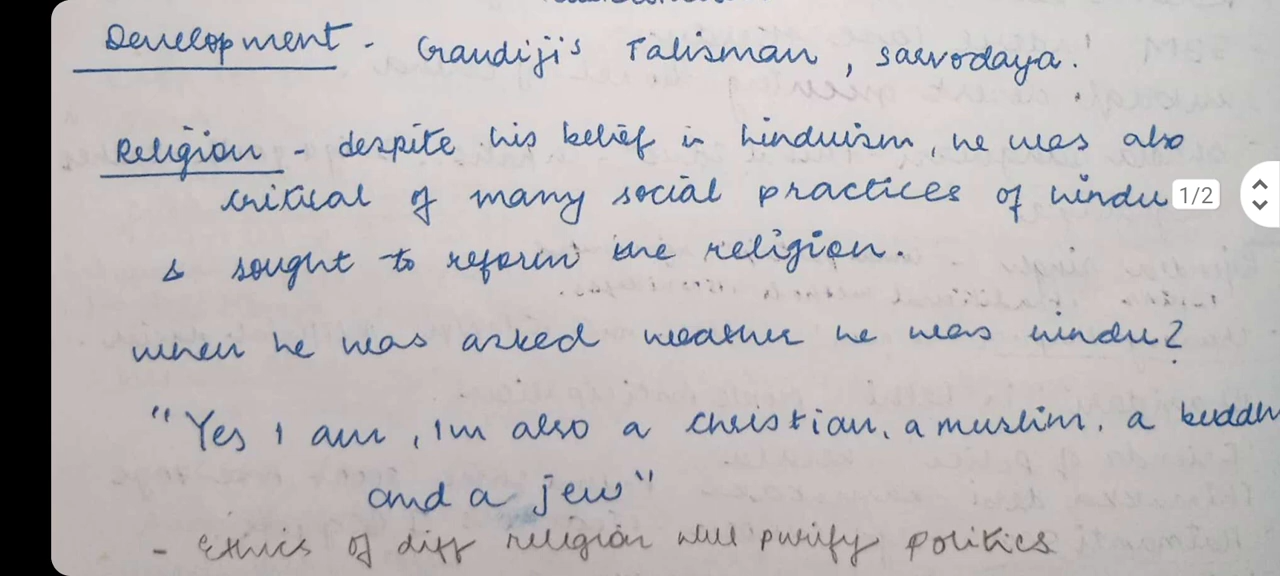 Development - Gandiji's Talisman, sarvodaya.
Religion - despite his belief in hinduism, he was also
critical of many social practices of hindu
1/2
& sought to reform the religion.
when he was asked weather he was hindu?
"Yes I am, I'm also a christian, a muslim, a buddh
and a jew"
- Ethics of diff religion will purify politics